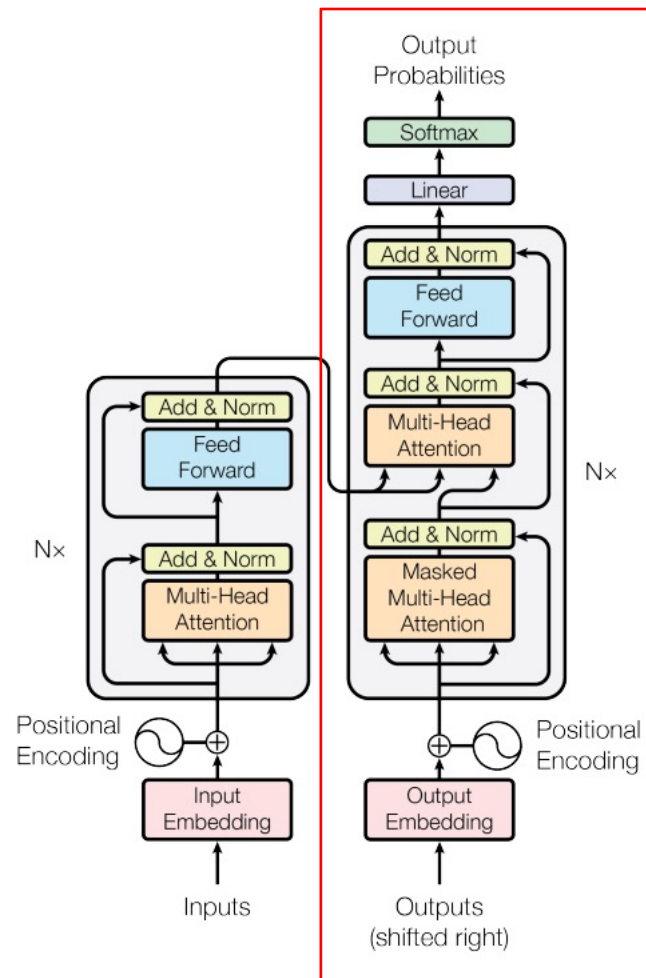 Output
Probabilities
Softmax
Linear
Add & Norm
Feed
Forward
Add & Norm
Multi-Head
Attention
Add & Norm
Masked
Multi-Head
Attention
N×
Positional
Encoding
Output
Embedding
Outputs
(shifted right)
Add & Norm
Feed
Forward
N×
Add & Norm
Multi-Head
Attention
Positional
Encoding
Input
Embedding
Inputs